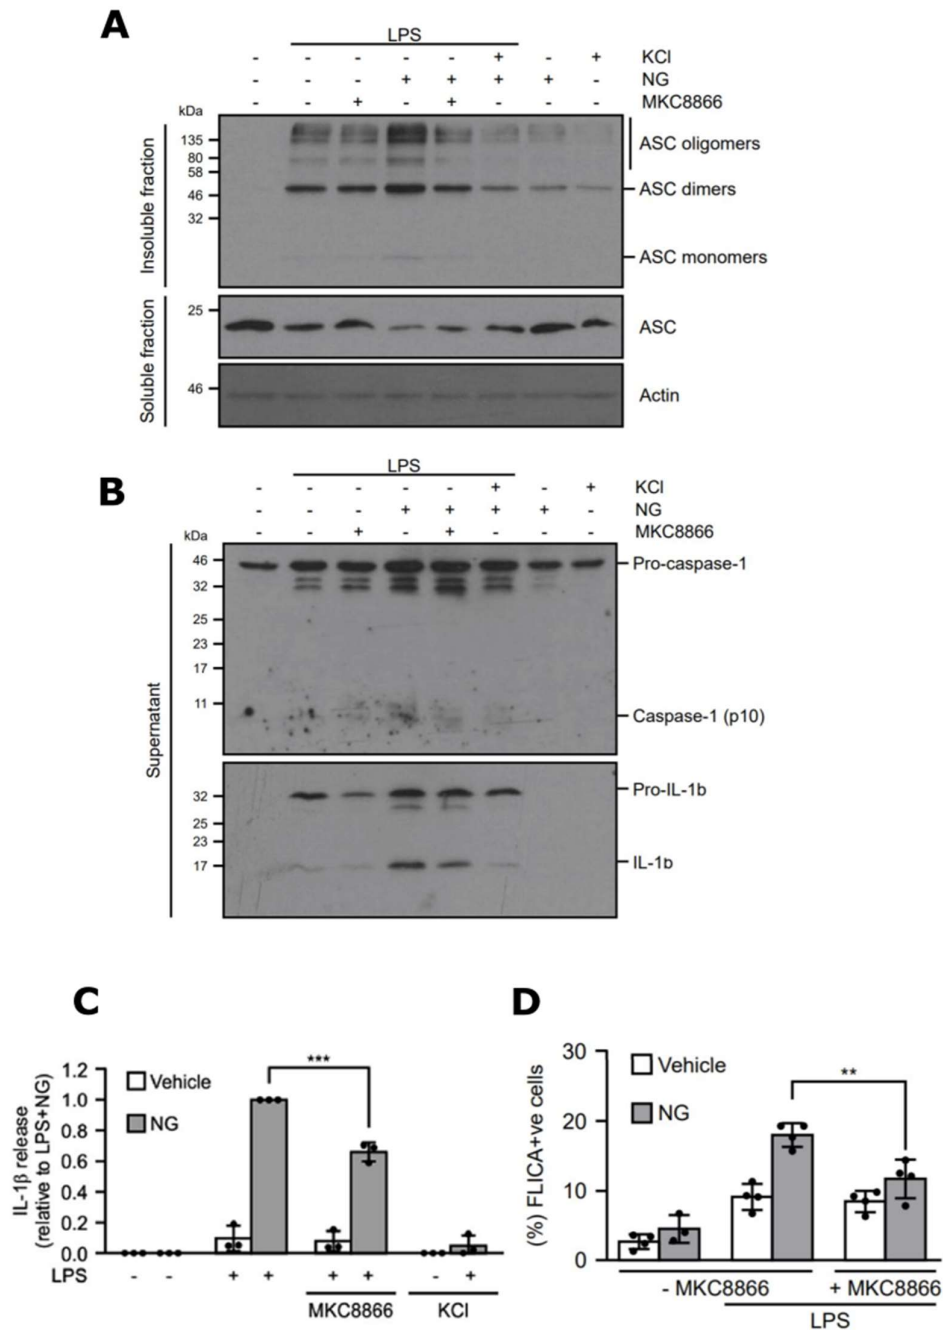 A
LPS
- - - - - + - - + KCl
- - - + + + + - NG
- - + - + - - - MKC8866
kDa
135
80
58
46
32
Insoluble fraction
ASC oligomers
ASC dimers
ASC monomers
25
Soluble fraction
ASC
46
Actin
B
LPS
- - - - - + - + KCl
- - - + + + + - NG
- - + - + - - - MKC8866
kDa
46
32
25
23
17
11
Supernatant
Pro-caspase-1
Caspase-1 (p10)
32
25
23
17
Pro-IL-1b
IL-1b
C
IL-1β release
(relative to LPS+NG)
1.2
1.0
0.8
0.6
0.4
0.2
0.0
Vehicle
NG
***
LPS - - + + + + - +
MKC8866 KCl
D
(%) FLICA+ve cells
30
20
10
0
Vehicle
NG
**
- MKC8866 + MKC8866
LPS